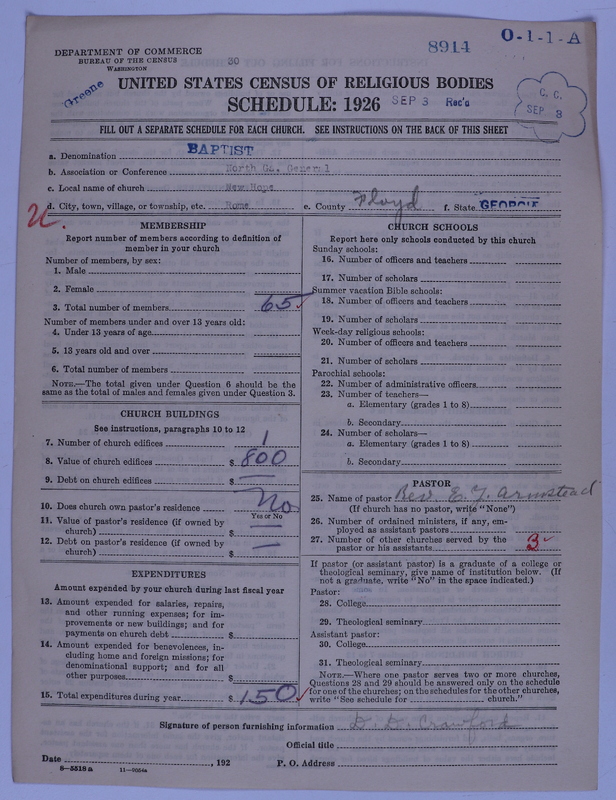 DEPARTMENT OF COMMERCE
BUREAU OF THE CENSUS
WASHINGTON
30
8914
O-1-1-A
Greene
UNITED STATES CENSUS OF RELIGIOUS BODIES
SCHEDULE: 1926
SEP 3 Rec'd
C. C.
SEP 3
FILL OUT A SEPARATE SCHEDULE FOR EACH CHURCH. SEE INSTRUCTIONS ON THE BACK OF THIS SHEET
a. Denomination BAPTIST
b. Association or Conference North Ga. General
c. Local name of church New Hope
d. City, town, village, or township, etc. Rome e. County Floyd f. State GEORGIE
U.
MEMBERSHIP
Report number of members according to definition of
member in your church
Number of members, by sex:
1. Male
2. Female
3. Total number of members 65
Number of members under and over 13 years old:
4. Under 13 years of age
5. 13 years old and over
6. Total number of members
NOTE.—The total given under Question 6 should be the
same as the total of males and females given under Question 3.
CHURCH BUILDINGS
See instructions, paragraphs 10 to 12
7. Number of church edifices 1
8. Value of church edifices $ 800
9. Debt on church edifices $ —
10. Does church own pastor's residence No
Yes or No
11. Value of pastor's residence (if owned by
church) $ —
12. Debt on pastor's residence (if owned by
church) $ —
EXPENDITURES
Amount expended by your church during last fiscal year
13. Amount expended for salaries, repairs,
and other running expenses; for im-
provements or new buildings; and for
payments on church debt $
14. Amount expended for benevolences, in-
cluding home and foreign missions; for
denominational support; and for all
other purposes $
15. Total expenditures during year $ 150
CHURCH SCHOOLS
Report here only schools conducted by this church
Sunday schools:
16. Number of officers and teachers
17. Number of scholars
Summer vacation Bible schools:
18. Number of officers and teachers
19. Number of scholars
Week-day religious schools:
20. Number of officers and teachers
21. Number of scholars
Parochial schools:
22. Number of administrative officers
23. Number of teachers—
a. Elementary (grades 1 to 8)
b. Secondary
24. Number of scholars—
a. Elementary (grades 1 to 8)
b. Secondary
PASTOR
25. Name of pastor Rev. E. T. Armstead
(If church has no pastor, write "None")
26. Number of ordained ministers, if any, em-
ployed as assistant pastors
27. Number of other churches served by the
pastor or his assistants 3
If pastor (or assistant pastor) is a graduate of a college or
theological seminary, give name of institution below. (If
not a graduate, write "No" in the space indicated.)
Pastor:
28. College
29. Theological seminary
Assistant pastor:
30. College
31. Theological seminary
NOTE.—Where one pastor serves two or more churches,
Questions 28 and 29 should be answered only on the schedule
for one of the churches; on the schedules for the other churches,
write "See schedule for church."
Signature of person furnishing information D. D. Crawford
Official title
Date , 192 P. O. Address
8—5518 a 11—9054a